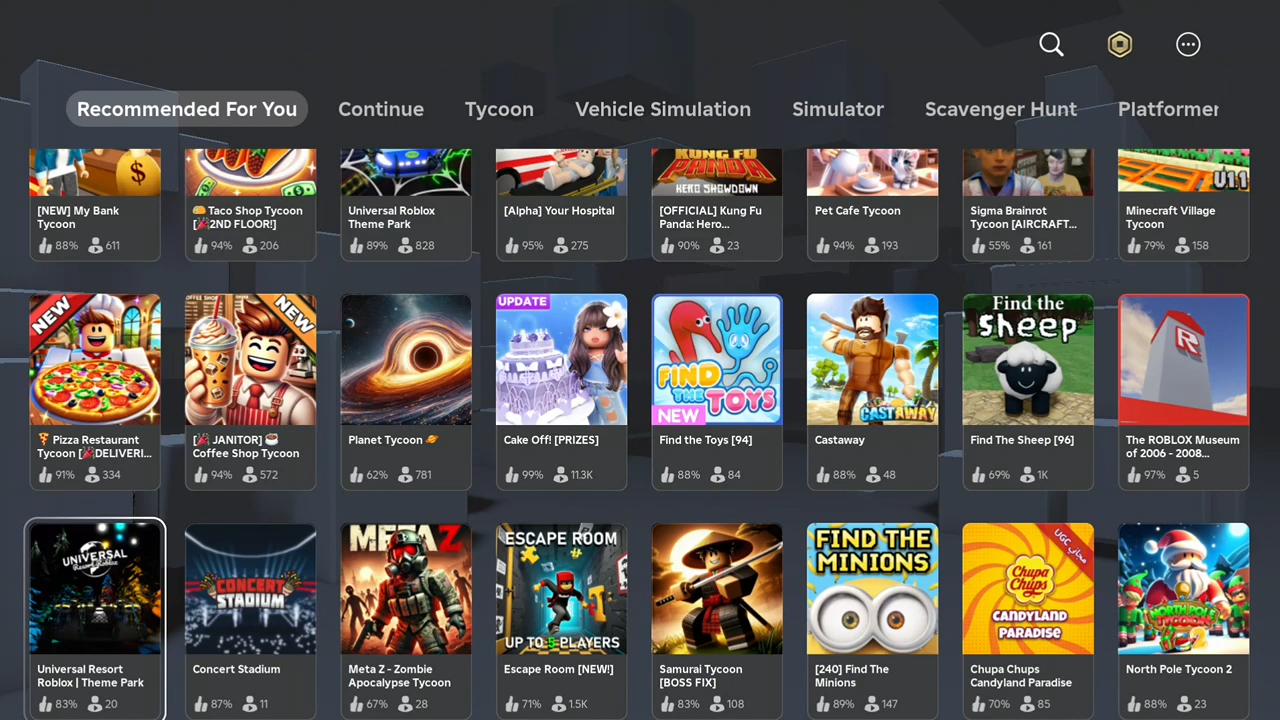 Recommended For You
Continue
Tycoon
Vehicle Simulation
Simulator
Scavenger Hunt
Platformer
$
KUNG FU
PANDA
HERO SHOWDOWN
U11
[NEW] My Bank
Tycoon
88% 611
🌮Taco Shop Tycoon
[🎉2ND FLOOR!]
94% 206
Universal Roblox
Theme Park
89% 828
[Alpha] Your Hospital
95% 275
[OFFICIAL] Kung Fu
Panda: Hero...
90% 23
Pet Cafe Tycoon
94% 193
Sigma Brainrot
Tycoon [AIRCRAFT...
55% 161
Minecraft Village
Tycoon
79% 158
NEW
COFFEE SHOP
NEW
UPDATE
FIND
THE
TOYS
NEW
CASTAWAY
Find the
Sheep
R
🍕 Pizza Restaurant
Tycoon [🎉DELIVERI...
91% 334
[🎉 JANITOR] ☕
Coffee Shop Tycoon
94% 572
Planet Tycoon 🪐
62% 781
Cake Off! [PRIZES]
99% 11.3K
Find the Toys [94]
88% 84
Castaway
88% 48
Find The Sheep [96]
69% 1K
The ROBLOX Museum
of 2006 - 2008...
97% 5
UNIVERSAL
Resort Roblox
CONCERT
STADIUM
META Z
ESCAPE ROOM
UP TO 5 PLAYERS
FIND THE
MINIONS
UGC مجاني
Chupa
Chups
CANDYLAND
PARADISE
NORTH POLE
TYCOON
2
Universal Resort
Roblox | Theme Park
83% 20
Concert Stadium
87% 11
Meta Z - Zombie
Apocalypse Tycoon
67% 28
Escape Room [NEW!]
71% 1.5K
Samurai Tycoon
[BOSS FIX]
83% 108
[240] Find The
Minions
89% 147
Chupa Chups
Candyland Paradise
70% 85
North Pole Tycoon 2
88% 23